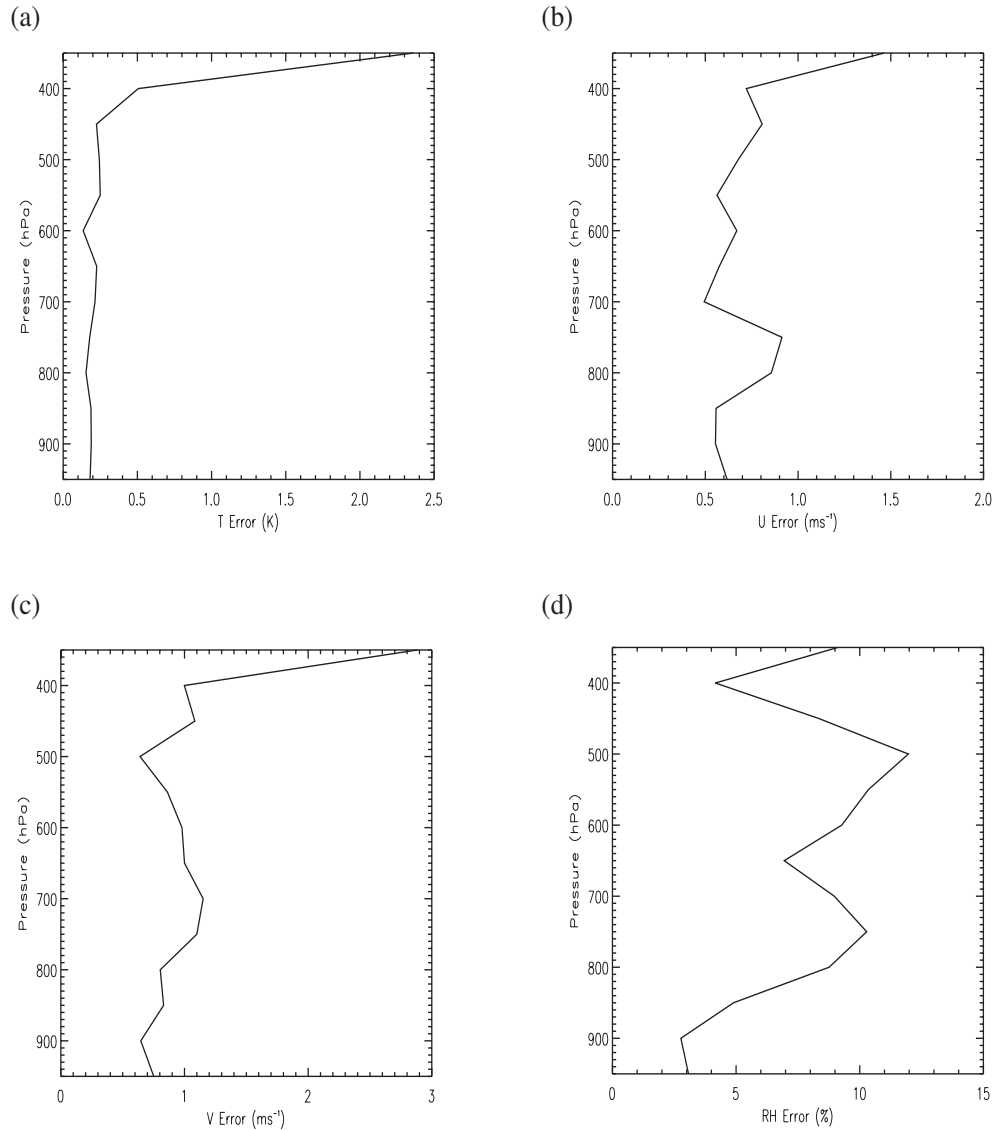 (a)
400
500
600
700
800
900
Pressure (hPa)
0.0 0.5 1.0 1.5 2.0 2.5
T Error (K)
(b)
400
500
600
700
800
900
Pressure (hPa)
0.0 0.5 1.0 1.5 2.0
U Error (ms⁻¹)
(c)
400
500
600
700
800
900
Pressure (hPa)
0 1 2 3
V Error (ms⁻¹)
(d)
400
500
600
700
800
900
Pressure (hPa)
0 5 10 15
RH Error (%)